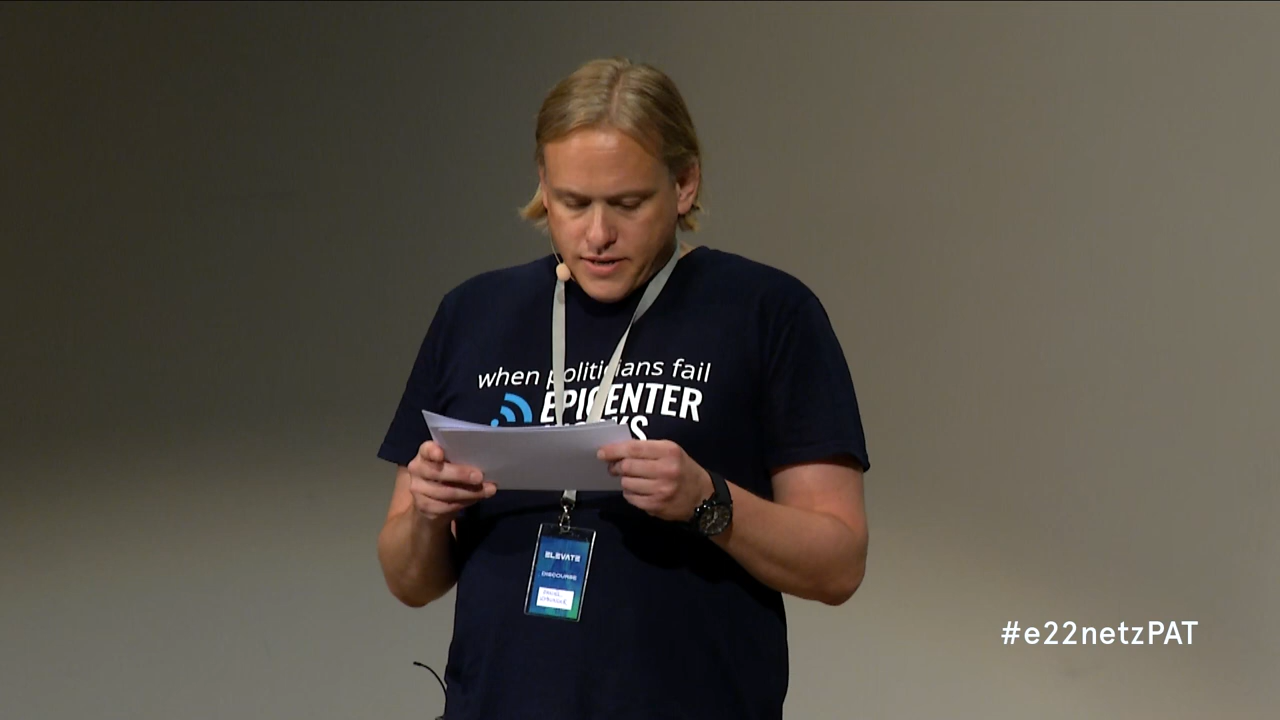 when politicians fail
EPICENTER
ELEVATE
DISCOURSE
#e22netzPAT